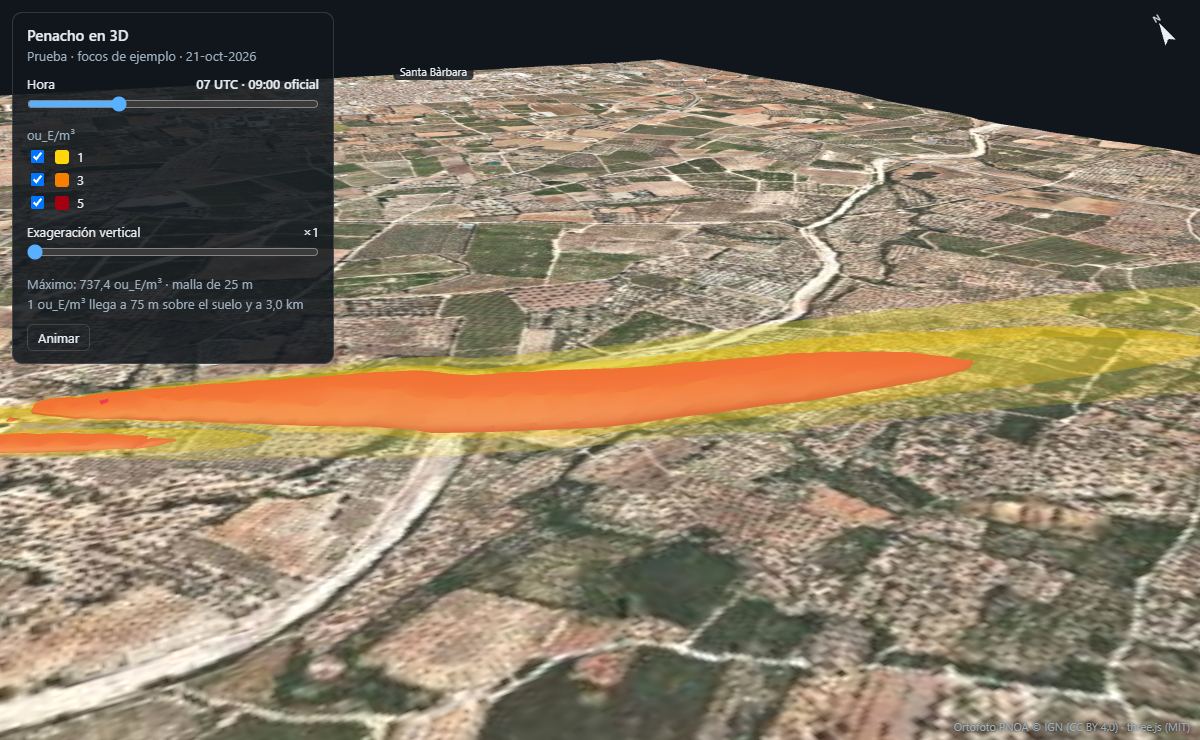 Penacho en 3D
Prueba · focos de ejemplo · 21-oct-2026
Hora 07 UTC · 09:00 oficial
ou_E/m³
1
3
5
Exageración vertical ×1
Máximo: 737,4 ou_E/m³ · malla de 25 m
1 ou_E/m³ llega a 75 m sobre el suelo y a 3,0 km
Animar
Santa Bàrbara
N
Ortofoto PNOA © IGN (CC BY 4.0) · three.js (MIT)